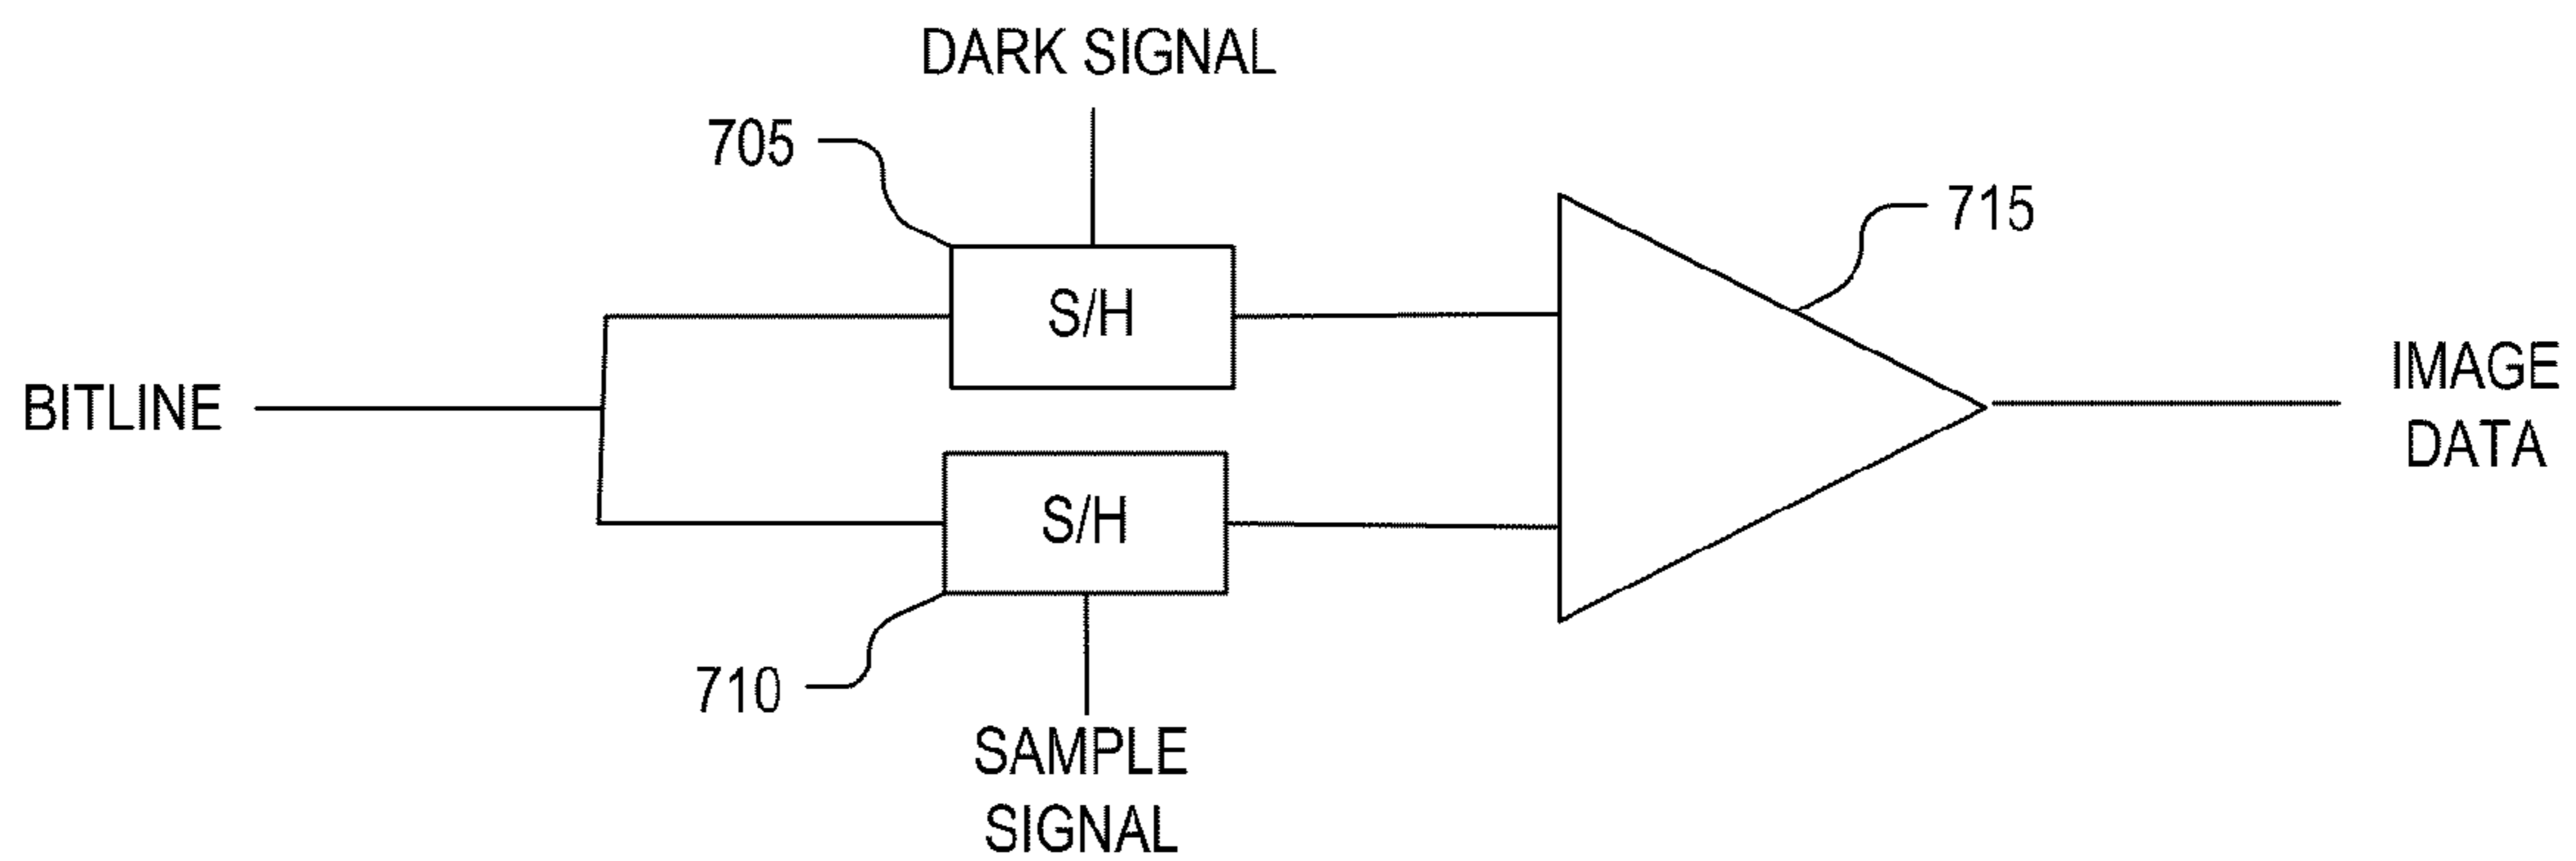 DARK SIGNAL
705
715
S/H
BITLINE
IMAGE
DATA
S/H
710
SAMPLE
SIGNAL